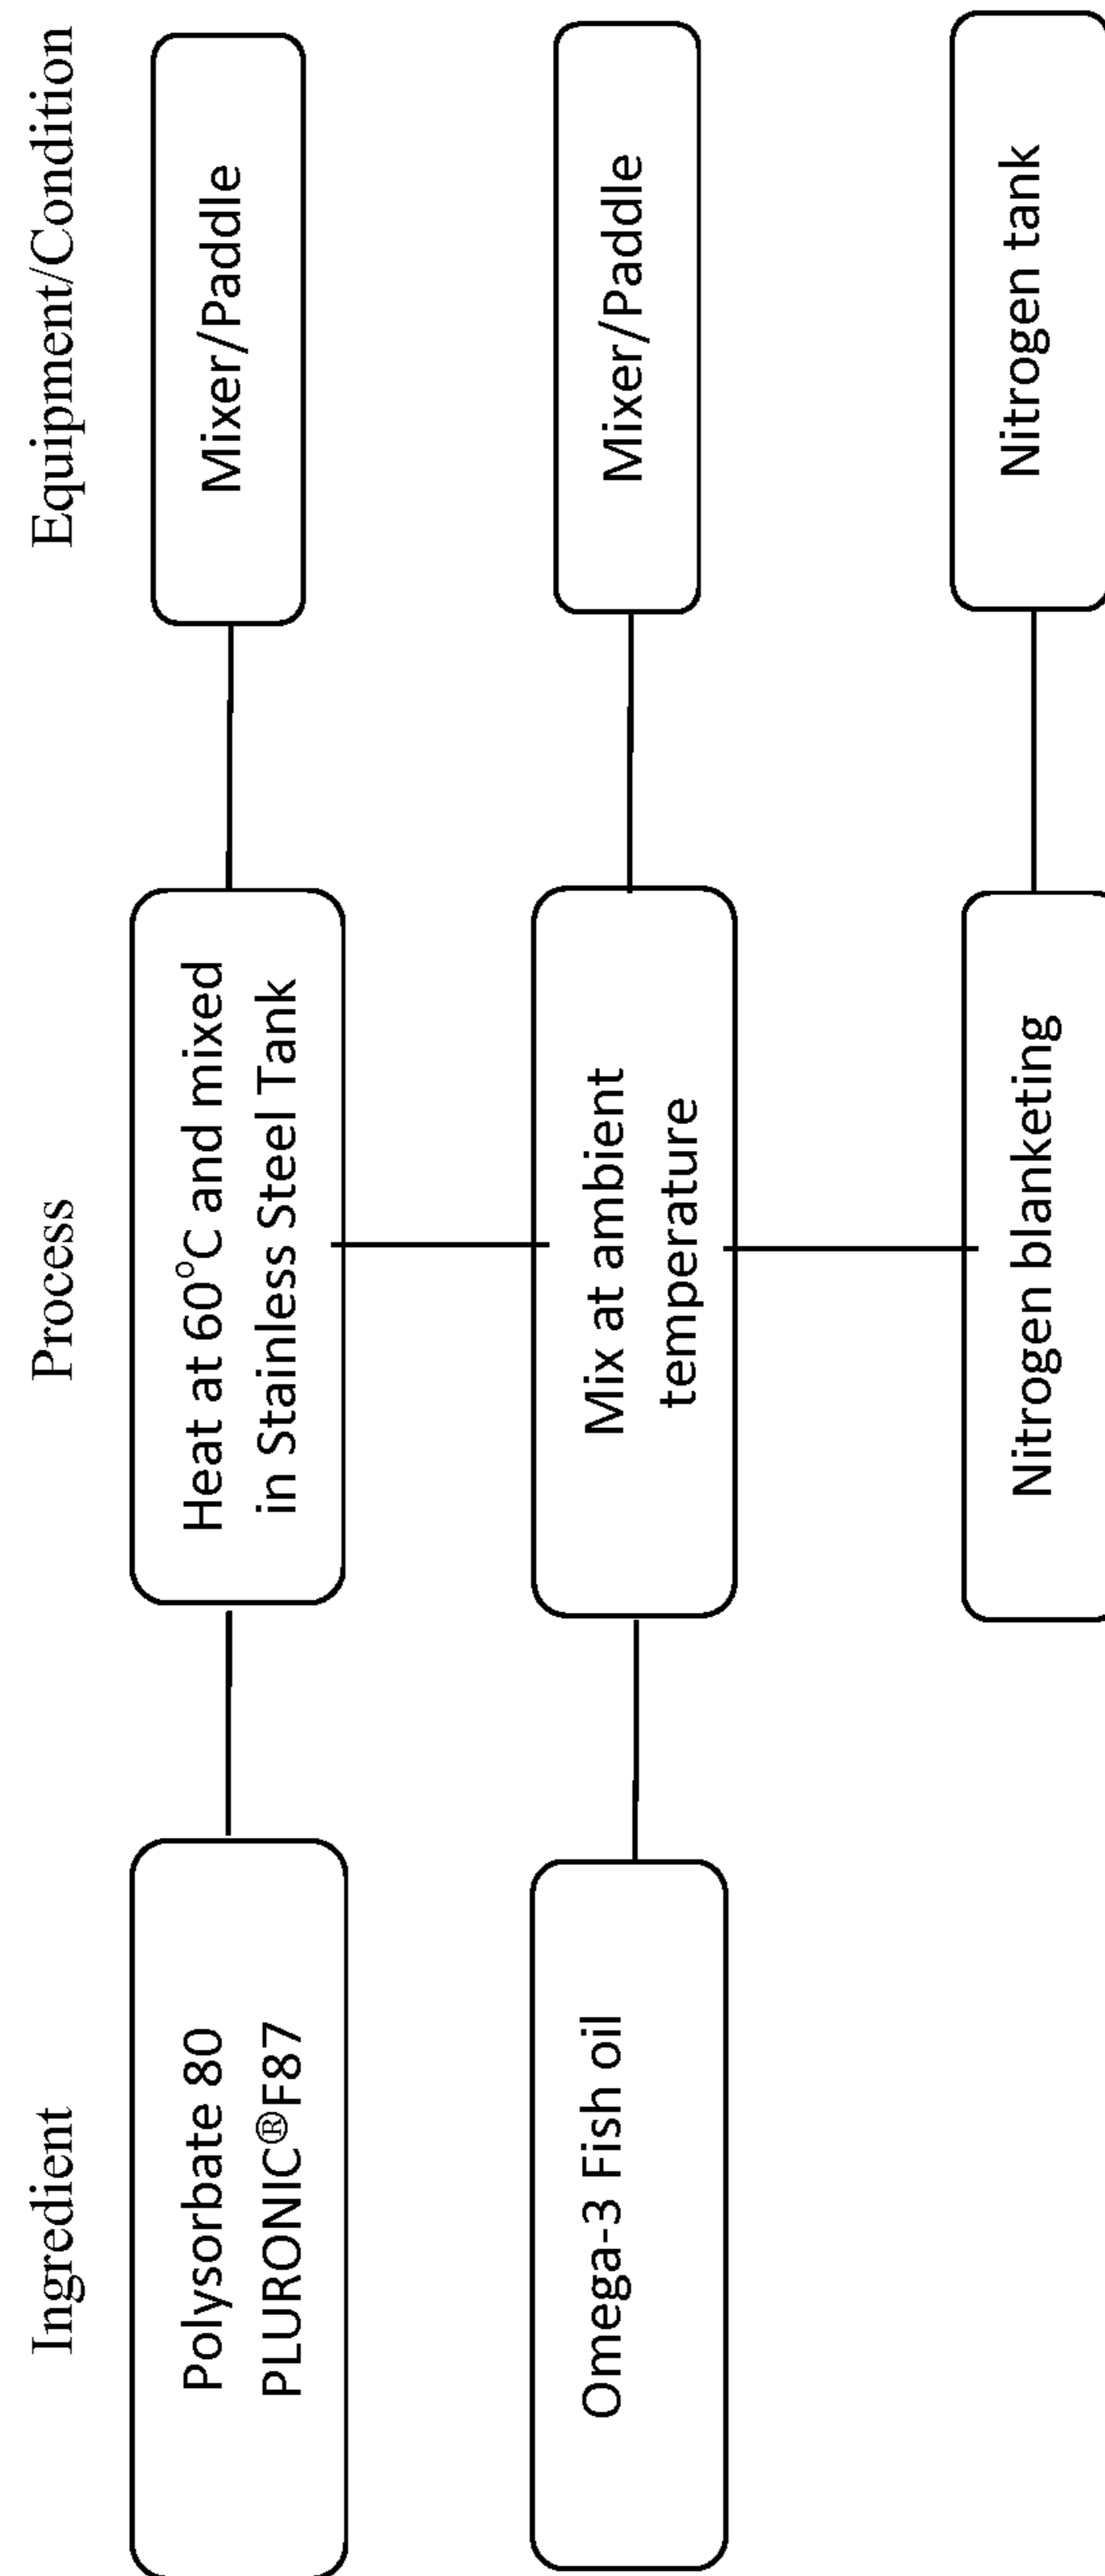 Ingredient
Process
Equipment/Condition
Polysorbate 80
PLURONIC®F87
Heat at 60°C and mixed
in Stainless Steel Tank
Mixer/Paddle
Omega-3 Fish oil
Mix at ambient
temperature
Mixer/Paddle
Nitrogen blanketing
Nitrogen tank